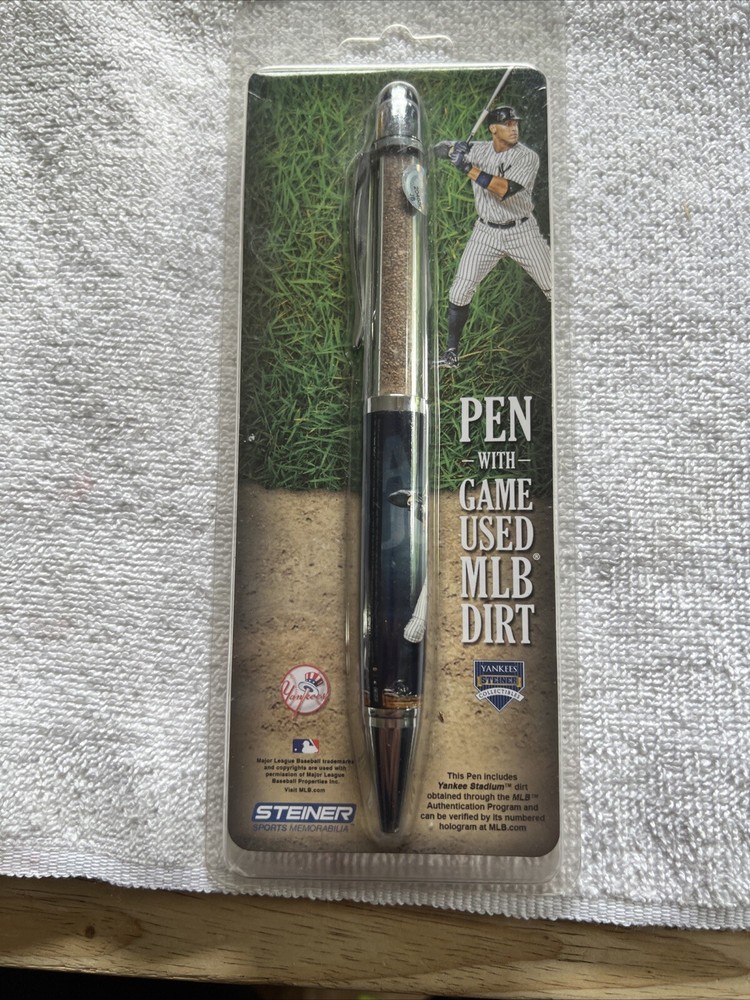 PEN
WITH
GAME
USED
MLB®
DIRT
YANKEES
STEINER
COLLECTIBLES
Yankees
Major League Baseball trademarks
and copyrights are used with
permission of Major League
Baseball Properties Inc.
Visit MLB.com
STEINER
SPORTS MEMORABILIA
This Pen includes
Yankee Stadium™ dirt
obtained through the MLB™
Authentication Program and
can be verified by its numbered
hologram at MLB.com